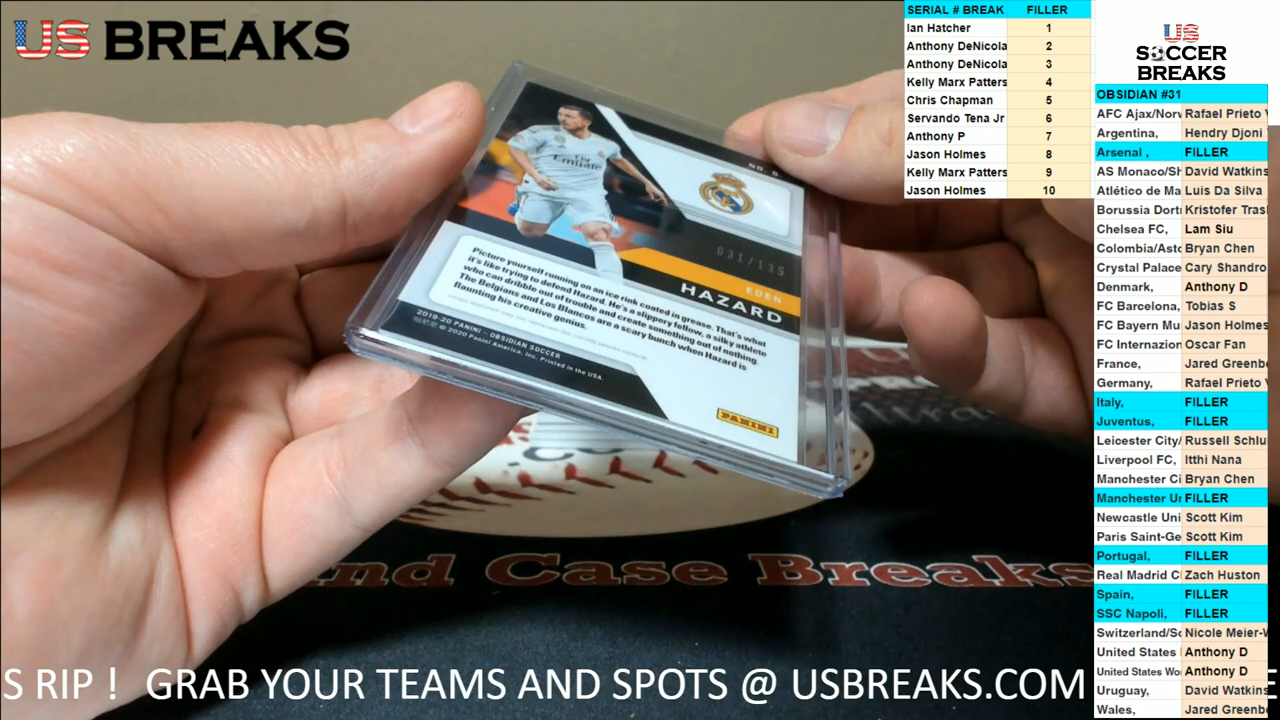 US BREAKS
SERIAL # BREAK FILLER
Ian Hatcher 1
Anthony DeNicola 2
Anthony DeNicola 3
Kelly Marx Patters 4
Chris Chapman 5
Servando Tena Jr 6
Anthony P 7
Jason Holmes 8
Kelly Marx Patters 9
Jason Holmes 10
US
SOCCER
BREAKS
OBSIDIAN #31
AFC Ajax/Norv Rafael Prieto V
Argentina, Hendry Djoni
Arsenal , FILLER
AS Monaco/Sh David Watkins
Atlético de Ma Luis Da Silva
Borussia Dort Kristofer Tras
Chelsea FC, Lam Siu
Colombia/Asto Bryan Chen
Crystal Palace Cary Shandro
Denmark, Anthony D
FC Barcelona, Tobias S
FC Bayern Mu Jason Holmes
FC Internazion Oscar Fan
France, Jared Greenbe
Germany, Rafael Prieto V
Italy, FILLER
Juventus, FILLER
Leicester City/ Russell Schlu
Liverpool FC, Itthi Nana
Manchester Ci Bryan Chen
Manchester Un FILLER
Newcastle Uni Scott Kim
Paris Saint-Ge Scott Kim
Portugal, FILLER
Real Madrid C Zach Huston
Spain, FILLER
SSC Napoli, FILLER
Switzerland/So Nicole Meier-W
United States Anthony D
United States Wo Anthony D
Uruguay, David Watkins
Wales, Jared Greenbe
Fly
Emirates
031/135
EDEN
HAZARD
Picture yourself running on an ice rink coated in grease. That's what
it's like trying to defend Hazard. He's a slippery fellow, a silky athlete
who can dribble out of trouble and create something out of nothing.
The Belgians and Los Blancos are a scary bunch when Hazard is
flaunting his creative genius.
2019-20 PANINI – OBSIDIAN SOCCER
© 2020 Panini America, Inc. Printed in the USA.
PANINI
nd Case Breaks
S RIP ! GRAB YOUR TEAMS AND SPOTS @ USBREAKS.COM